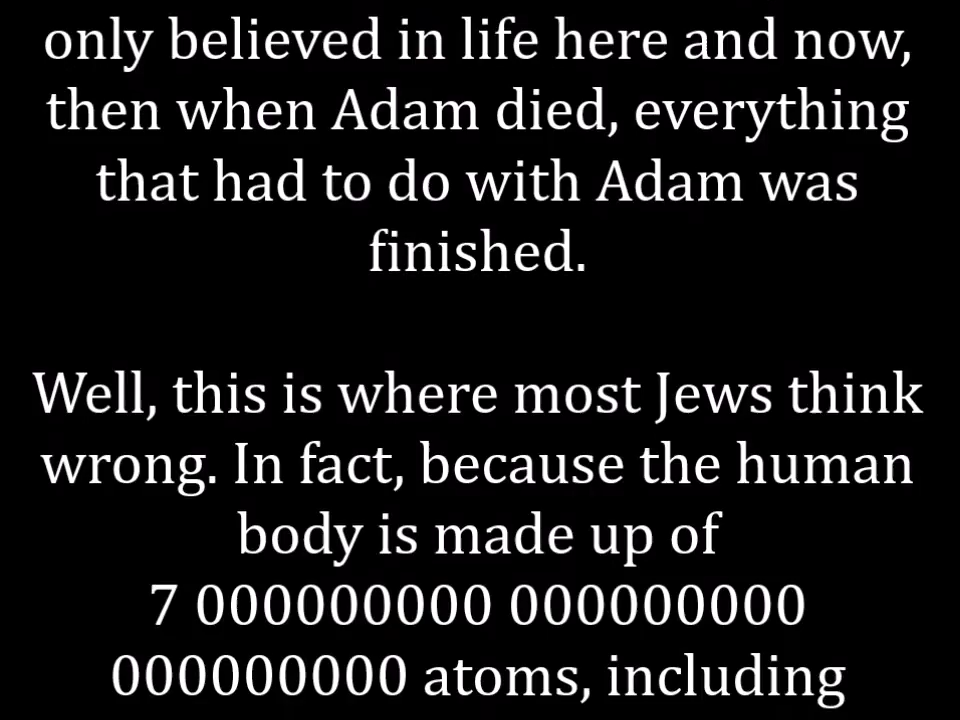 only believed in life here and now,
then when Adam died, everything
that had to do with Adam was
finished.
Well, this is where most Jews think
wrong. In fact, because the human
body is made up of
7 000000000 000000000
000000000 atoms, including